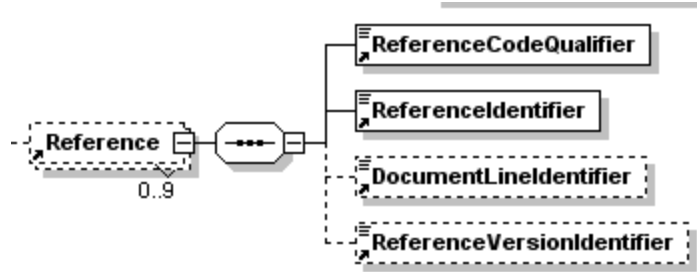 ReferenceCodeQualifier
ReferenceIdentifier
Reference
0..9
DocumentLineIdentifier
ReferenceVersionIdentifier